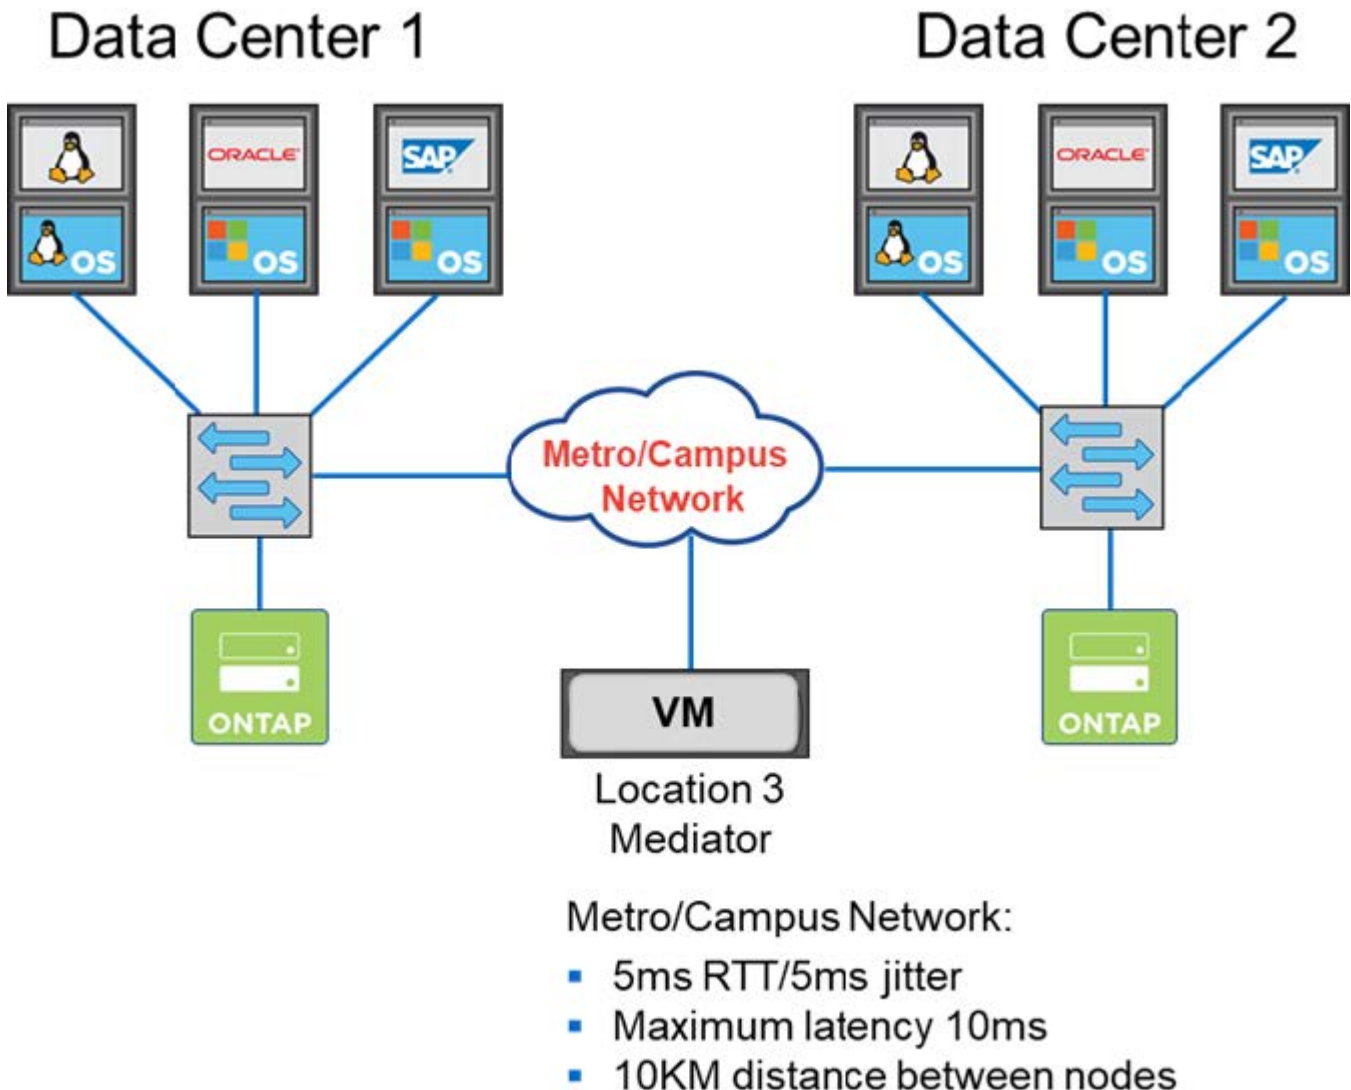 Data Center 1
Data Center 2
ORACLE
SAP
OS
OS
OS
ORACLE
SAP
OS
OS
OS
Metro/Campus
Network
ONTAP
VM
ONTAP
Location 3
Mediator
Metro/Campus Network:
5ms RTT/5ms jitter
Maximum latency 10ms
10KM distance between nodes